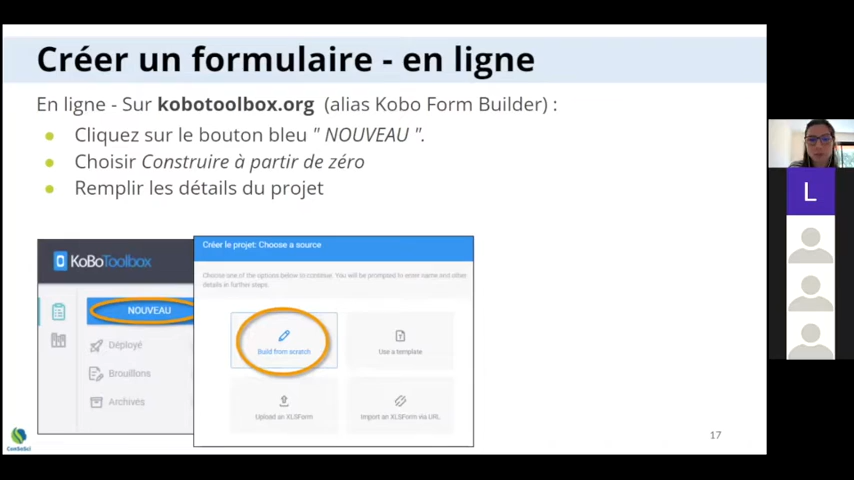 Créer un formulaire - en ligne
En ligne - Sur kobotoolbox.org (alias Kobo Form Builder) :
Cliquez sur le bouton bleu " NOUVEAU ".
Choisir Construire à partir de zéro
Remplir les détails du projet
KoBoToolbox
NOUVEAU
Déployé
Brouillons
Archivés
Créer le projet: Choose a source
Choose one of the options below to continue. You will be prompted to enter name and other
details in further steps.
Build from scratch
Use a template
Upload an XLSForm
Import an XLSForm via URL
ComSoSci
17
L